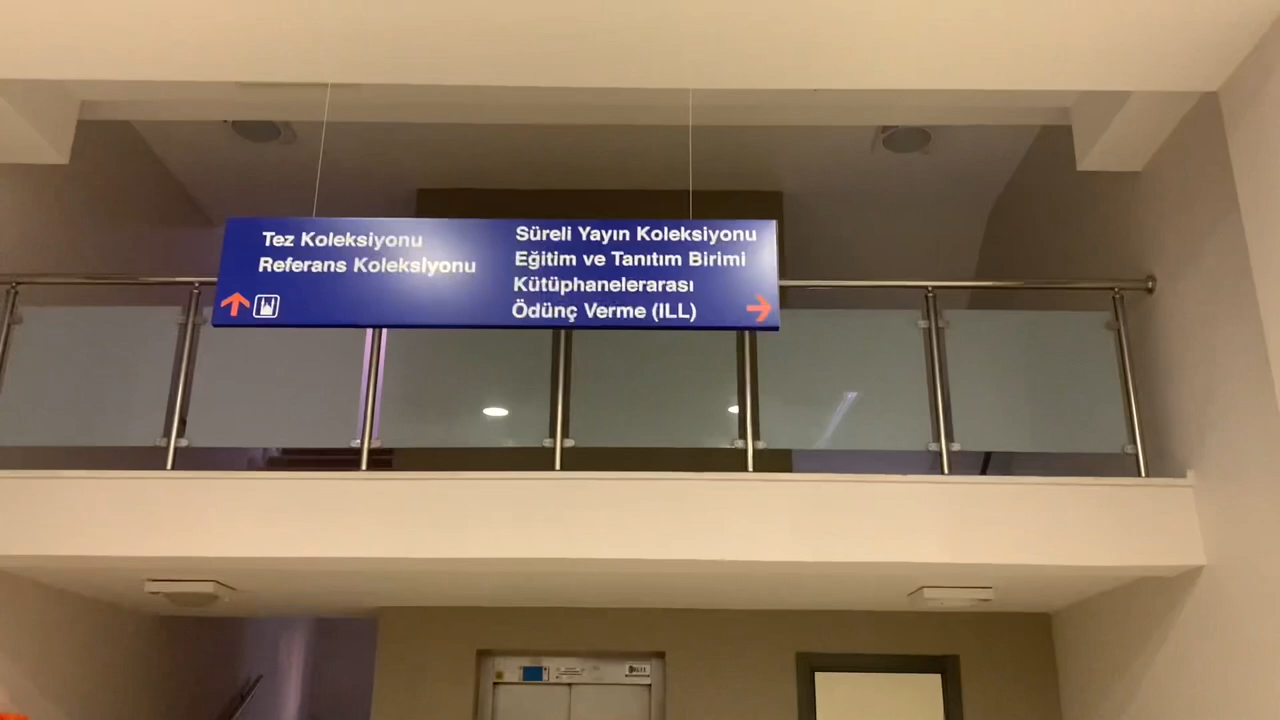 Tez Koleksiyonu
Referans Koleksiyonu
Süreli Yayın Koleksiyonu
Eğitim ve Tanıtım Birimi
Kütüphanelerarası
Ödünç Verme (ILL)